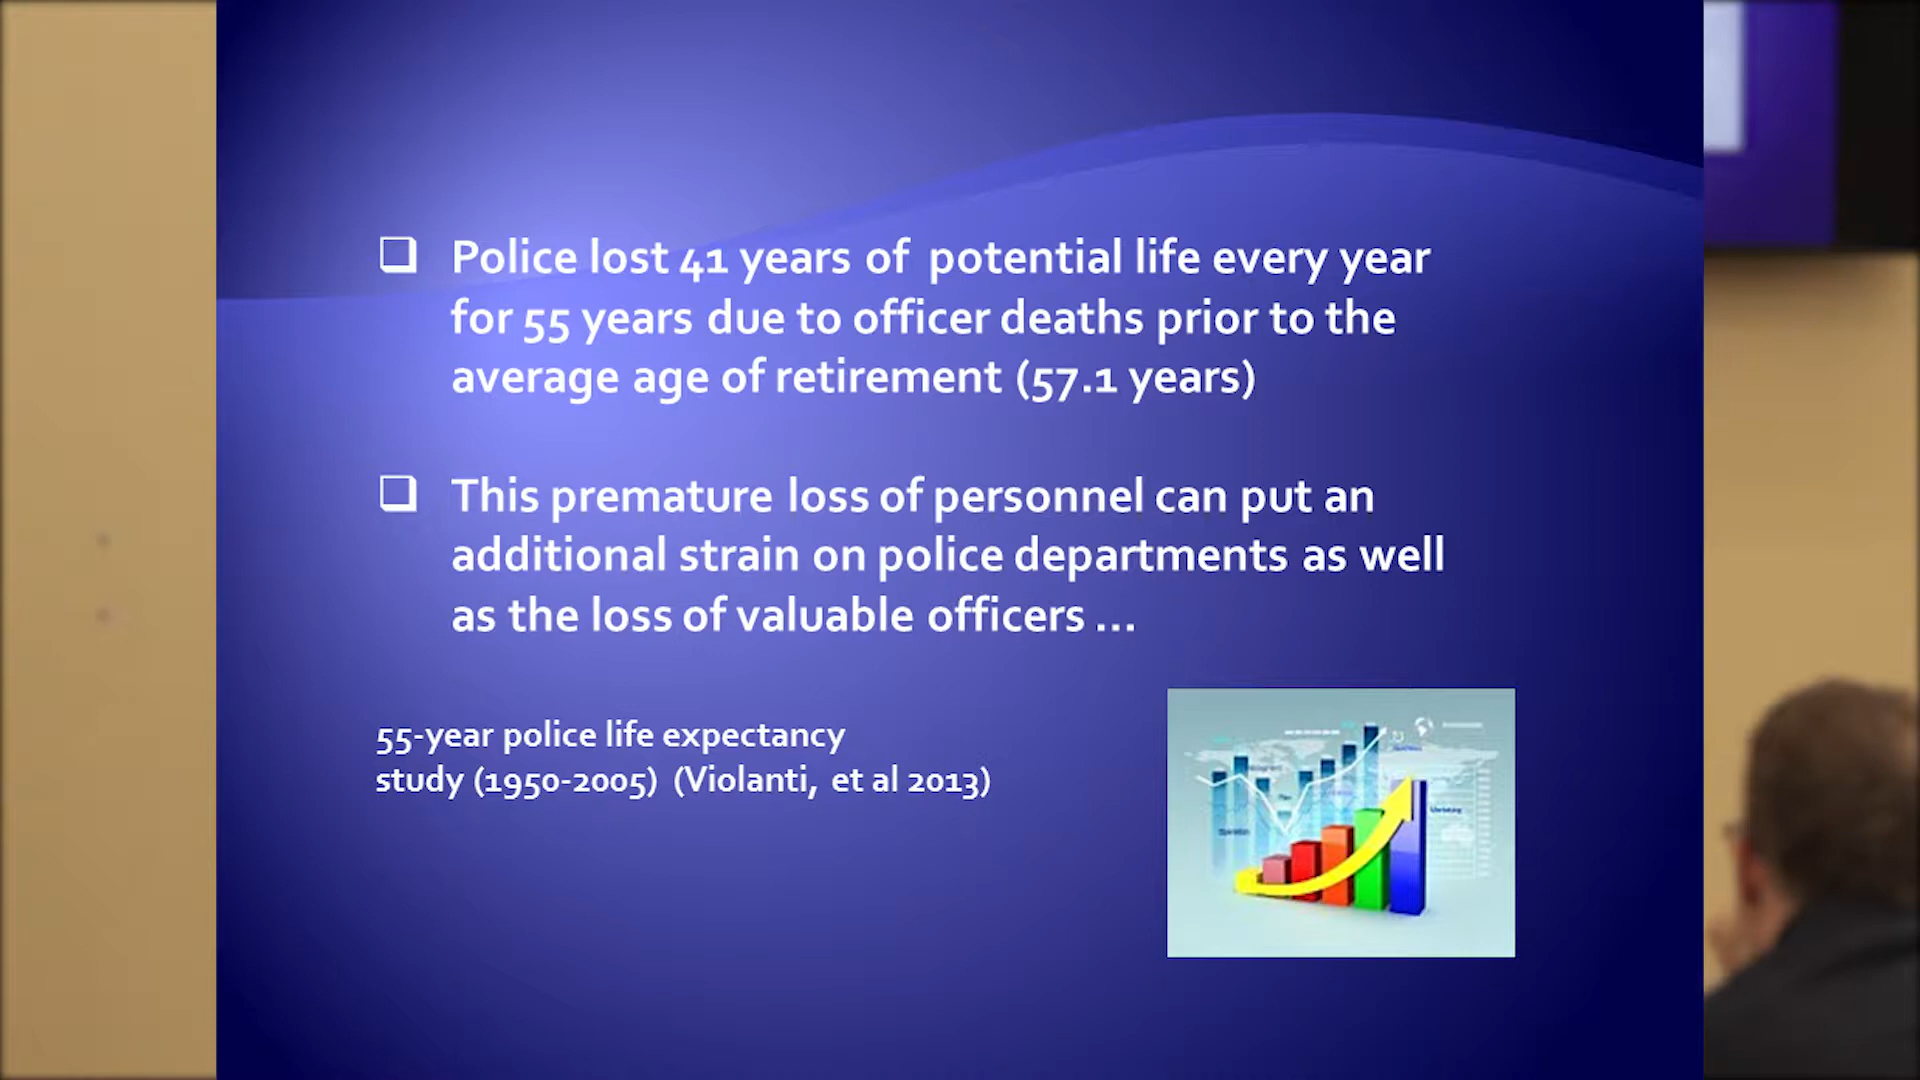 Police lost 41 years of potential life every year
for 55 years due to officer deaths prior to the
average age of retirement (57.1 years)
This premature loss of personnel can put an
additional strain on police departments as well
as the loss of valuable officers ...
55-year police life expectancy
study (1950-2005) (Violanti, et al 2013)